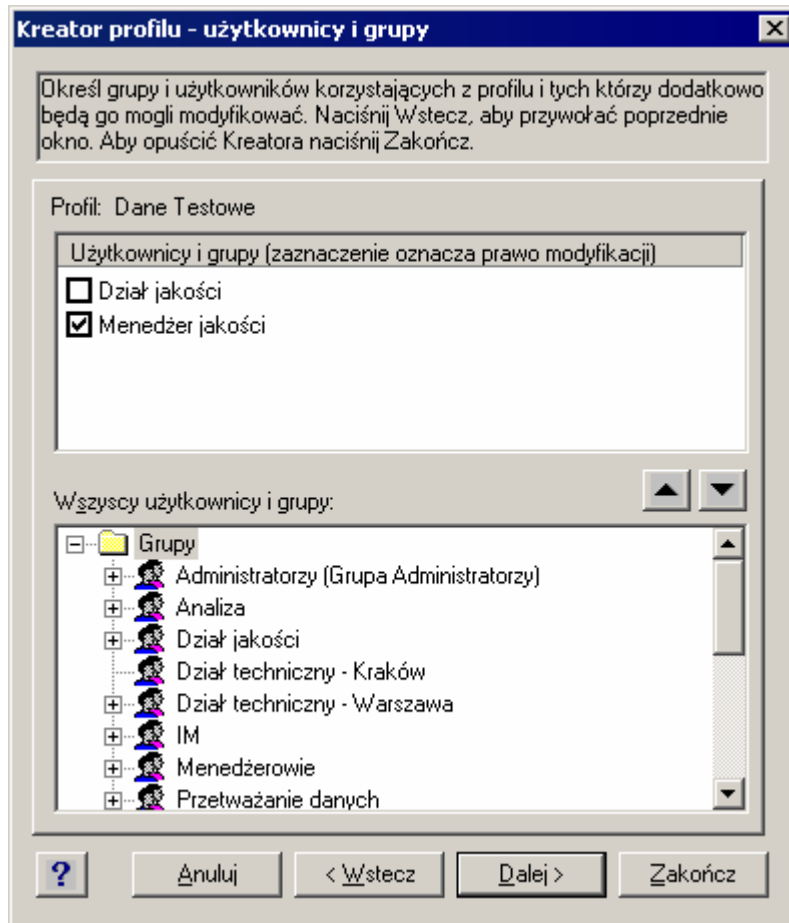 Kreator profilu - użytkownicy i grupy
Określ grupy i użytkowników korzystających z profilu i tych którzy dodatkowo
będą go mogli modyfikować. Naciśnij Wstecz, aby przywołać poprzednie
okno. Aby opuścić Kreatora naciśnij Zakończ.
Profil: Dane Testowe
Użytkownicy i grupy (zaznaczenie oznacza prawo modyfikacji)
Dział jakości
Menedżer jakości
Wszyscy użytkownicy i grupy:
Grupy
Administratorzy (Grupa Administratorzy)
Analiza
Dział jakości
Dział techniczny - Kraków
Dział techniczny - Warszawa
IM
Menedżerowie
Przetważanie danych
? Anuluj < Wstecz Dalej > Zakończ